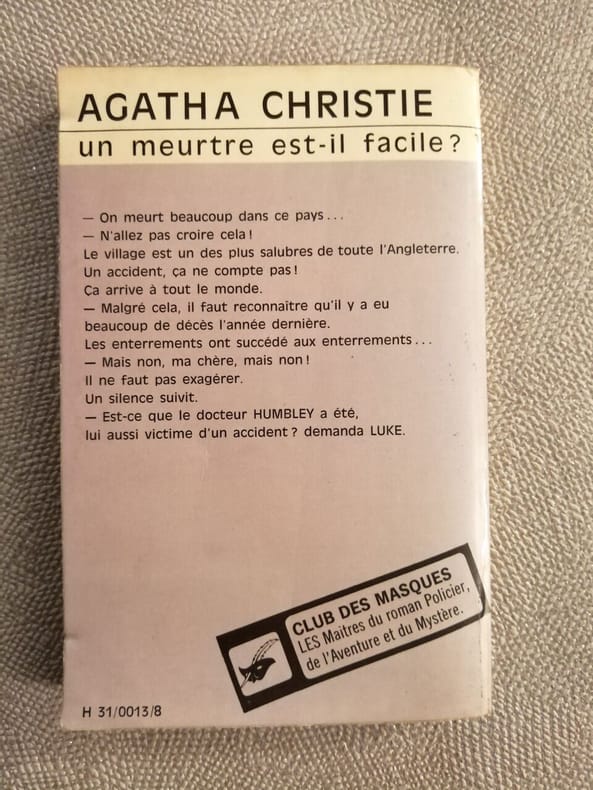 AGATHA CHRISTIE
un meurtre est-il facile ?
— On meurt beaucoup dans ce pays...
— N'allez pas croire cela !
Le village est un des plus salubres de toute l'Angleterre.
Un accident, ça ne compte pas !
Ça arrive à tout le monde.
— Malgré cela, il faut reconnaître qu'il y a eu
beaucoup de décès l'année dernière.
Les enterrements ont succédé aux enterrements...
— Mais non, ma chère, mais non !
Il ne faut pas exagérer.
Un silence suivit.
— Est-ce que le docteur HUMBLEY a été,
lui aussi victime d'un accident ? demanda LUKE.
CLUB DES MASQUES
LES Maîtres du roman Policier,
de l'Aventure et du Mystère.
H 31/0013/8